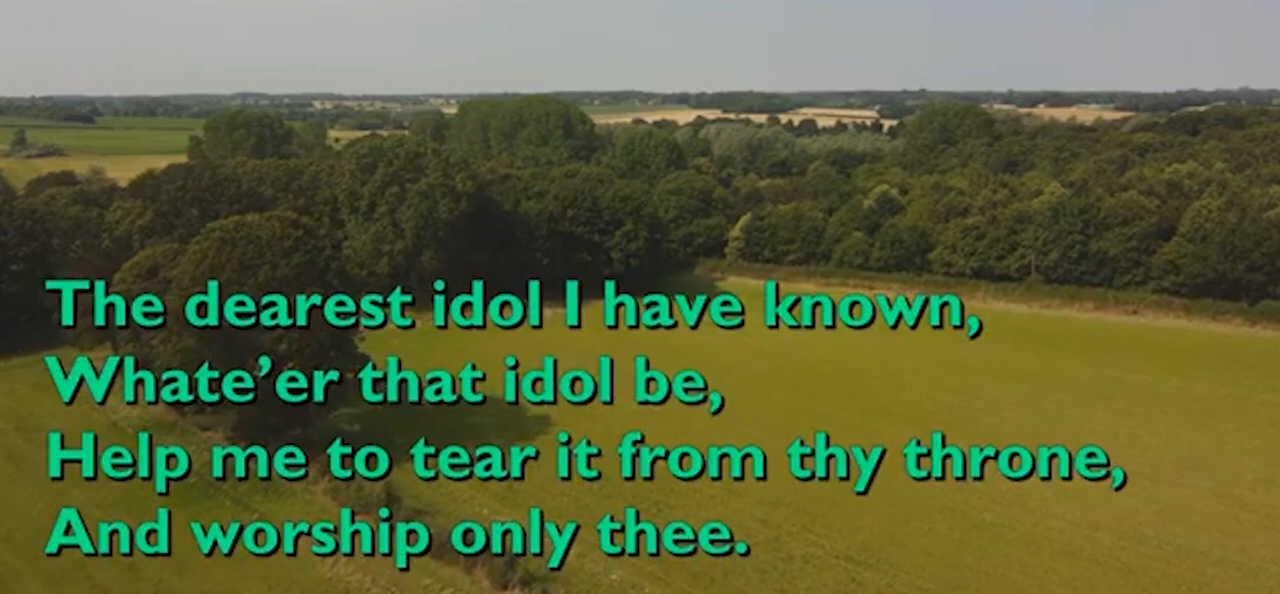 The dearest idol I have known,
Whate’er that idol be,
Help me to tear it from thy throne,
And worship only thee.